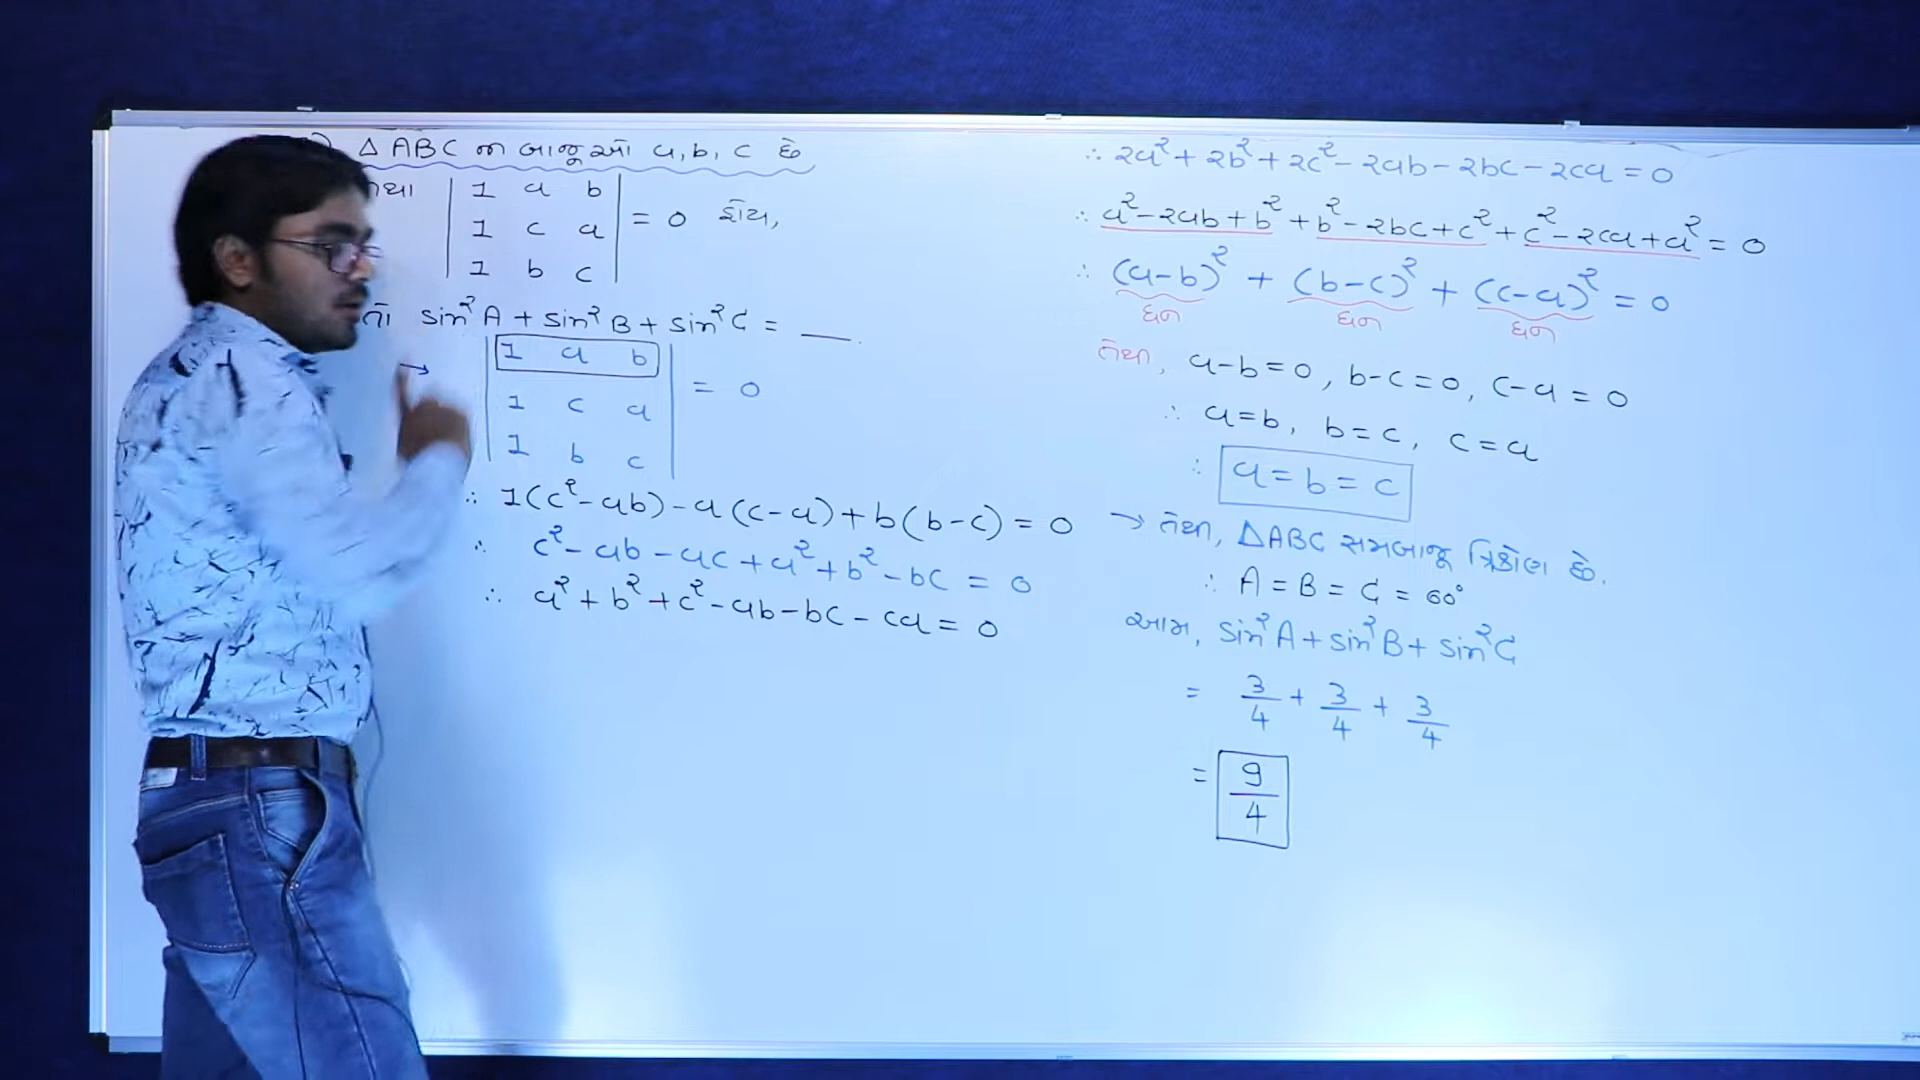 △ ABC ના બાજુઓ a, b, c છે
તથા | 1 a b |
| 1 c a | = 0 હોય,
| 1 b c |
તો sin²A + sin²B + sin²C = __.
→ | 1 a b |
| 1 c a | = 0
| 1 b c |
∴ 1(c²-ab)-a(c-a)+b(b-c) = 0
∴ c²-ab-ac+a²+b²-bc = 0
∴ a²+b²+c²-ab-bc-ca = 0
∴ 2a²+2b²+2c²-2ab-2bc-2ca = 0
∴ a²-2ab+b²+b²-2bc+c²+c²-2ca+a² = 0
∴ (a-b)² + (b-c)² + (c-a)² = 0
ધન ધન ધન
તેથી, a-b=0, b-c=0, c-a=0
∴ a=b, b=c, c=a
∴ a=b=c
→ તેથી, △ABC સમબાજુ ત્રિકોણ છે.
∴ A = B = C = 60°
આમ, sin²A + sin²B + sin²C
= 3/4 + 3/4 + 3/4
= 9/4